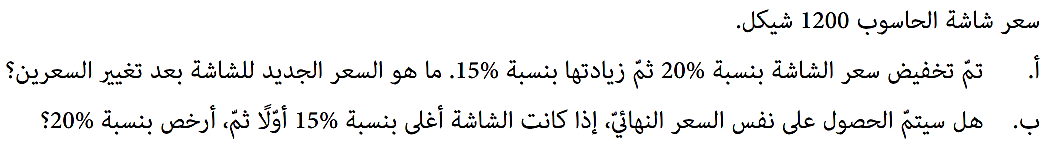 سعر شاشة الحاسوب 1200 شيكل.
أ. تمّ تخفيض سعر الشاشة بنسبة 20% ثمّ زيادتها بنسبة 15%. ما هو السعر الجديد للشاشة بعد تغيير السعرين؟
ب. هل سيتمّ الحصول على نفس السعر النهائيّ، إذا كانت الشاشة أغلى بنسبة 15% أوّلًا ثمّ، أرخص بنسبة 20%؟